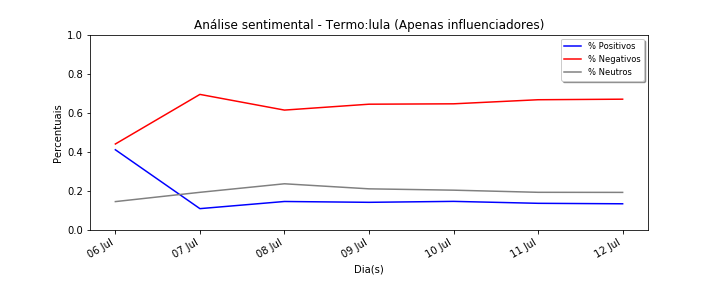 Análise sentimental - Termo:lula (Apenas influenciadores)
% Positivos
% Negativos
% Neutros
Percentuais
1.0
0.8
0.6
0.4
0.2
0.0
06 Jul
07 Jul
08 Jul
09 Jul
10 Jul
11 Jul
12 Jul
Dia(s)